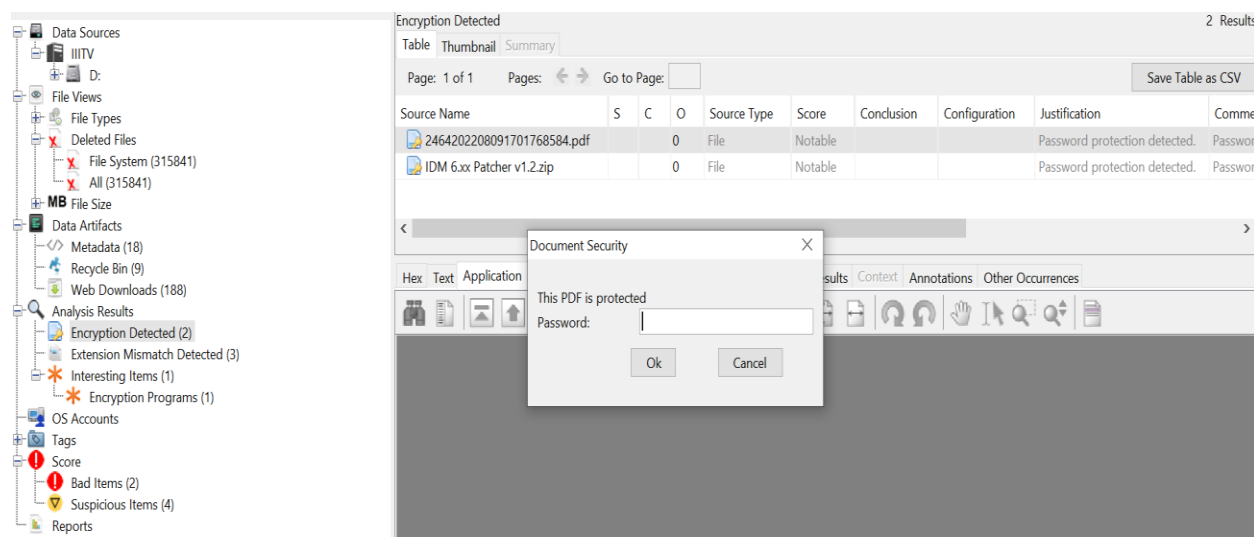 Data Sources
IIITV
D:
File Views
File Types
Deleted Files
File System (315841)
All (315841)
MB File Size
Data Artifacts
Metadata (18)
Recycle Bin (9)
Web Downloads (188)
Analysis Results
Encryption Detected (2)
Extension Mismatch Detected (3)
Interesting Items (1)
Encryption Programs (1)
OS Accounts
Tags
Score
Bad Items (2)
Suspicious Items (4)
Reports
Encryption Detected 2 Results
Table Thumbnail Summary
Page: 1 of 1 Pages: Go to Page: Save Table as CSV
Source Name S C O Source Type Score Conclusion Configuration Justification Comme
2464202208091701768584.pdf 0 File Notable Password protection detected. Passwor
IDM 6.xx Patcher v1.2.zip 0 File Notable Password protection detected. Passwor
Hex Text Application sults Context Annotations Other Occurrences
Document Security
This PDF is protected
Password:
Ok Cancel